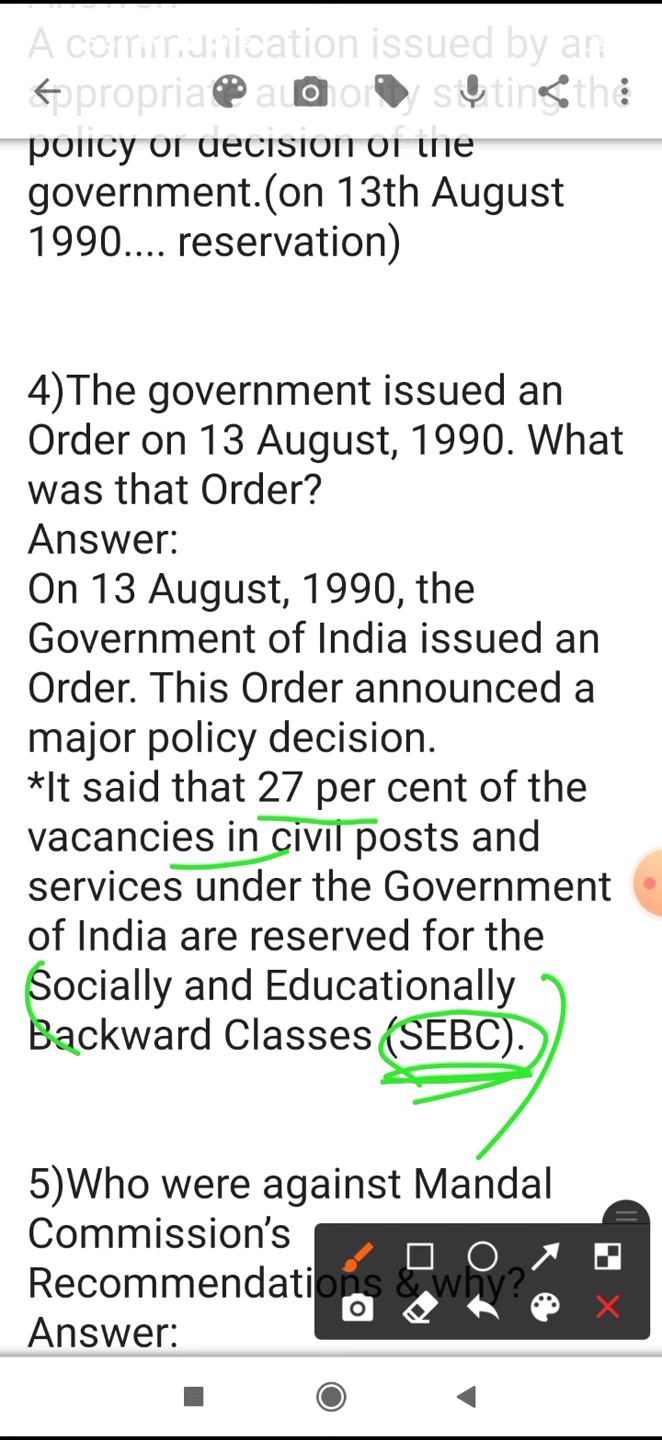 A communication issued by an
appropriate authority stating the
policy or decision of the
government.(on 13th August
1990.... reservation)
4)The government issued an
Order on 13 August, 1990. What
was that Order?
Answer:
On 13 August, 1990, the
Government of India issued an
Order. This Order announced a
major policy decision.
*It said that 27 per cent of the
vacancies in civil posts and
services under the Government
of India are reserved for the
Socially and Educationally
Backward Classes (SEBC).
5)Who were against Mandal
Commission's
Recommendations & why?
Answer: